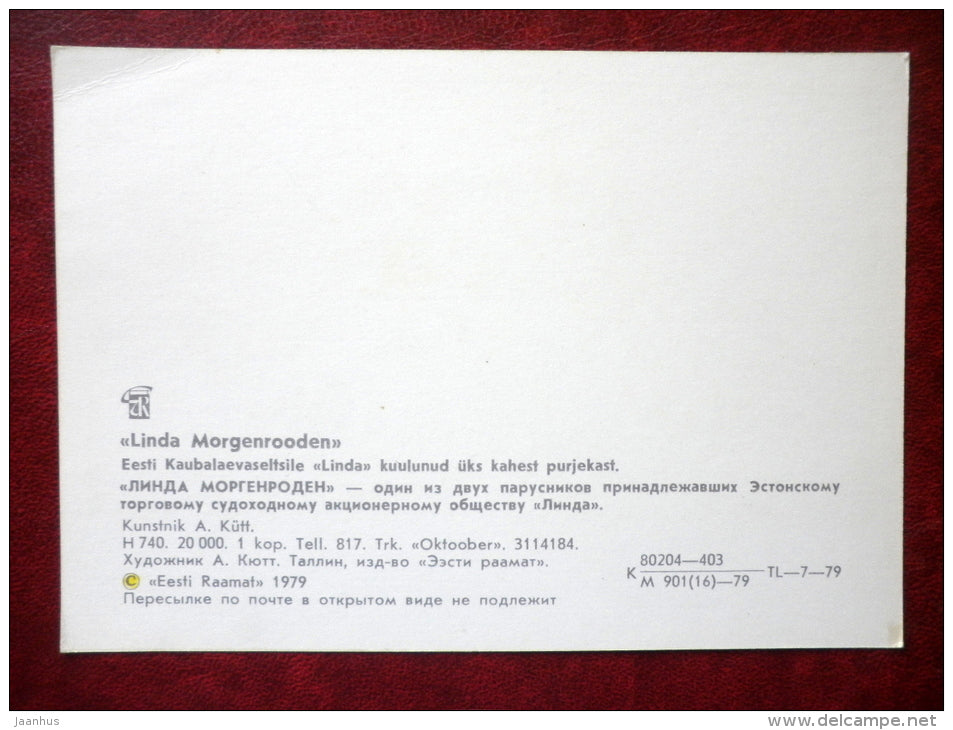 «Linda Morgenrooden»
Eesti Kaubalaevaseltsile «Linda» kuulunud üks kahest purjekast.
«ЛИНДА МОРГЕНРОДЕН» — один из двух парусников принадлежавших Эстонскому
торговому судоходному акционерному обществу «Линда».
Kunstnik A. Kütt.
H 740. 20 000. 1 kop. Tell. 817. Trk. «Oktoober». 3114184.
Художник А. Кютт. Таллин, изд-во «Ээсти раамат».
© «Eesti Raamat» 1979
Пересылке по почте в открытом виде не подлежит
К 80204—403
М 901(16)—79 TL—7—79
jaanhus
www.delcampe.net